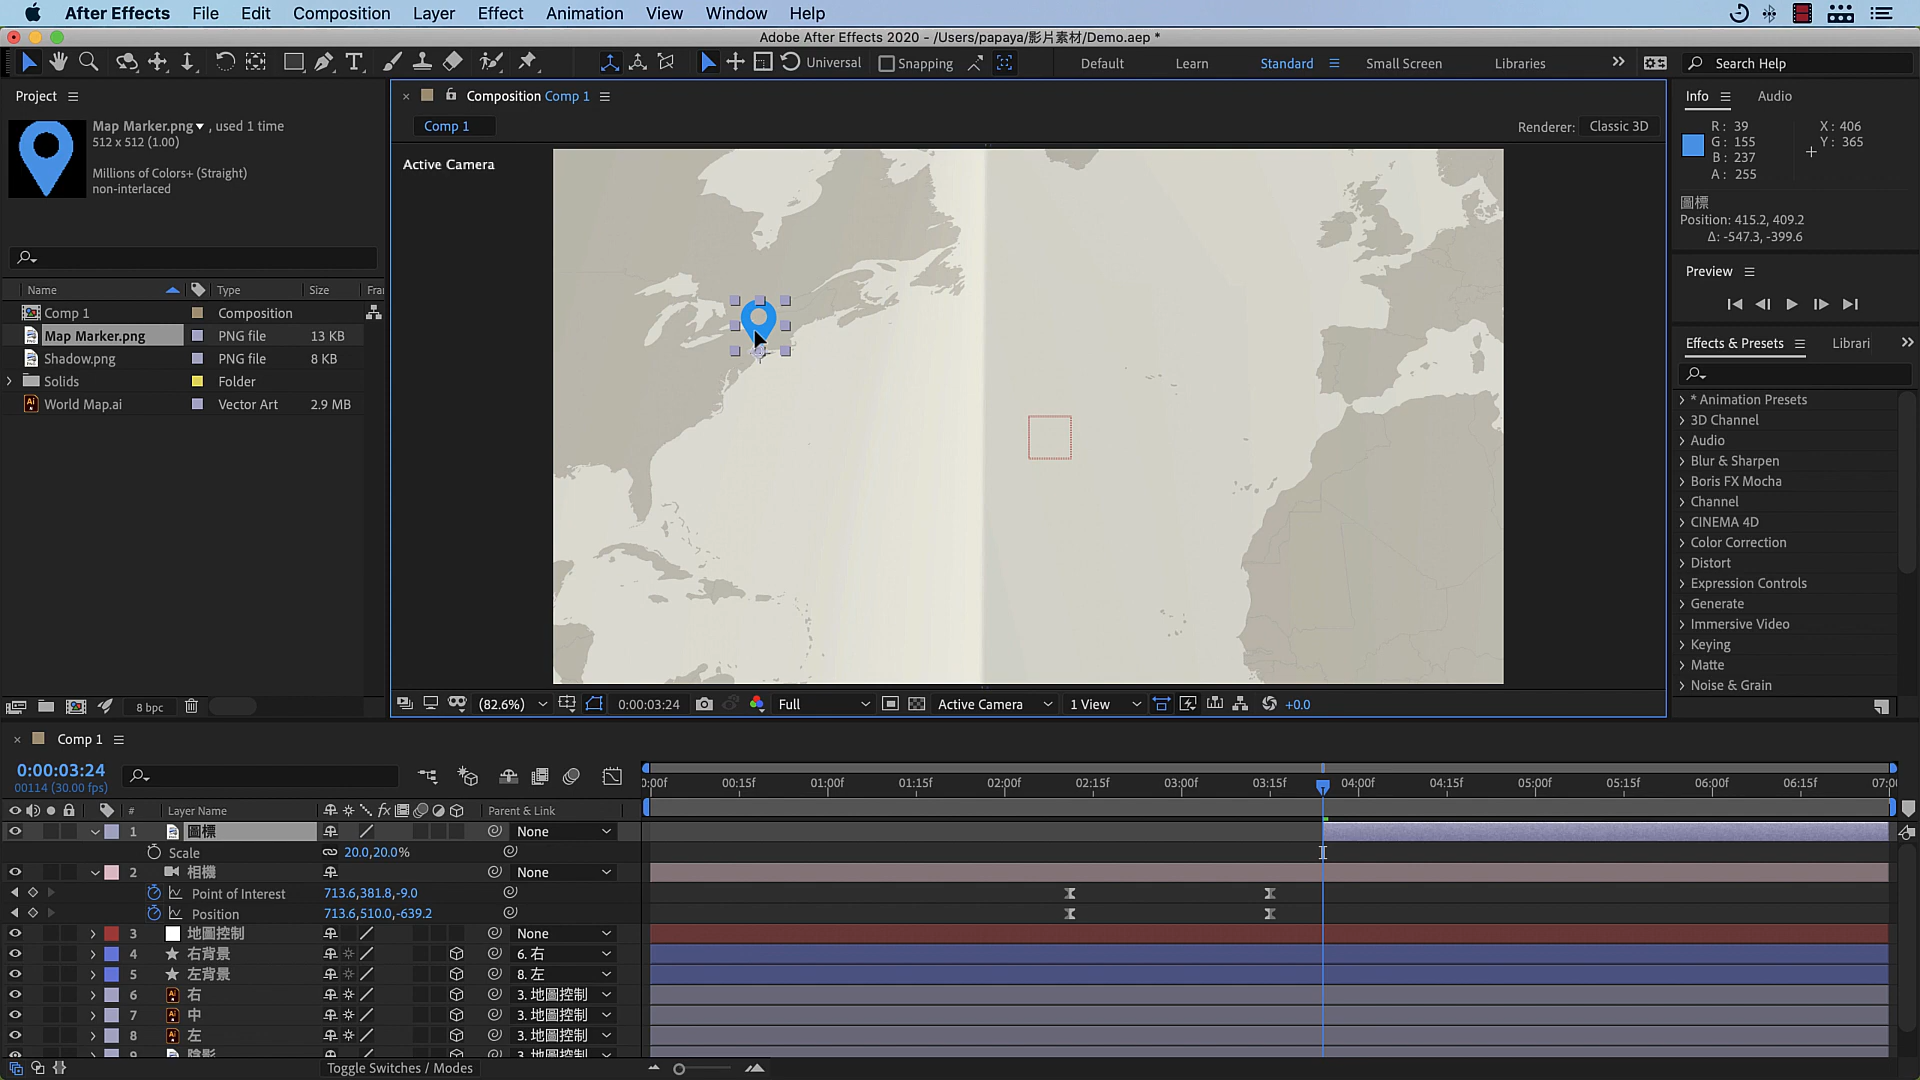 After Effects File Edit Composition Layer Effect Animation View Window Help
Adobe After Effects 2020 - /Users/papaya/影片素材/Demo.aep *
Universal Snapping Default Learn Standard Small Screen Libraries Search Help
Project
Map Marker.png , used 1 time
512 x 512 (1.00)
Millions of Colors+ (Straight)
non-interlaced
Name Type Size Fra
Comp 1 Composition
Map Marker.png PNG file 13 KB
Shadow.png PNG file 8 KB
Solids Folder
World Map.ai Vector Art 2.9 MB
8 bpc
Composition Comp 1
Comp 1
Renderer: Classic 3D
Active Camera
(82.6%) 0:00:03:24 Full Active Camera 1 View +0.0
Info Audio
R: 39 X: 406
G: 155 Y: 365
B: 237
A: 255
圖標
Position: 415.2, 409.2
Δ: -547.3, -399.6
Preview
Effects & Presets Librari
* Animation Presets
3D Channel
Audio
Blur & Sharpen
Boris FX Mocha
Channel
CINEMA 4D
Color Correction
Distort
Expression Controls
Generate
Immersive Video
Keying
Matte
Noise & Grain
Comp 1
0:00:03:24
00114 (30.00 fps)
):00f 00:15f 01:00f 01:15f 02:00f 02:15f 03:00f 03:15f 04:00f 04:15f 05:00f 05:15f 06:00f 06:15f 07:00
# Layer Name fx Parent & Link
1 圖標 None
Scale 20.0,20.0%
2 相機 None
Point of Interest 713.6,381.8,-9.0
Position 713.6,510.0,-639.2
3 地圖控制 None
4 右背景 6. 右
5 左背景 8. 左
6 右 3. 地圖控制
7 中 3. 地圖控制
8 左 3. 地圖控制
9 陰影 3. 地圖控制
Toggle Switches / Modes